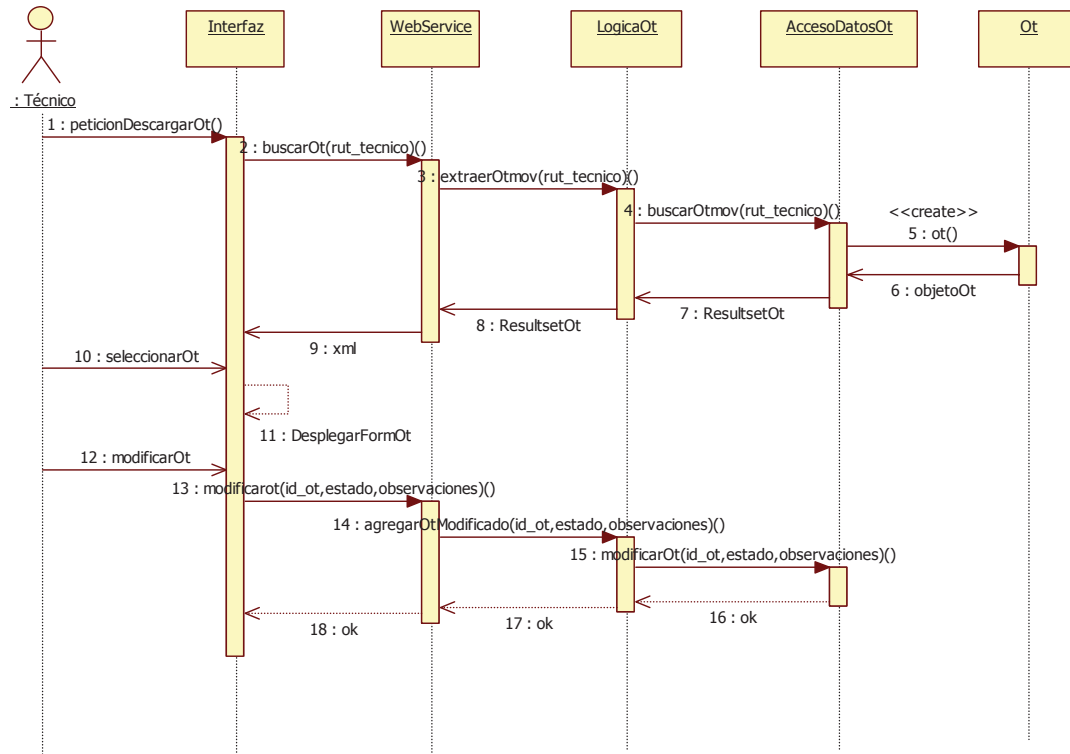 Interfaz
WebService
LogicaOt
AccesoDatosOt
Ot
: Técnico
1 : peticionDescargarOt()
2 : buscarOt(rut_tecnico)()
3 : extraerOtmov(rut_tecnico)()
4 : buscarOtmov(rut_tecnico)()
<<create>>
5 : ot()
6 : objetoOt
7 : ResultsetOt
8 : ResultsetOt
9 : xml
10 : seleccionarOt
11 : DesplegarFormOt
12 : modificarOt
13 : modificarot(id_ot,estado,observaciones)()
14 : agregarOtModificado(id_ot,estado,observaciones)()
15 : modificarOt(id_ot,estado,observaciones)()
16 : ok
17 : ok
18 : ok